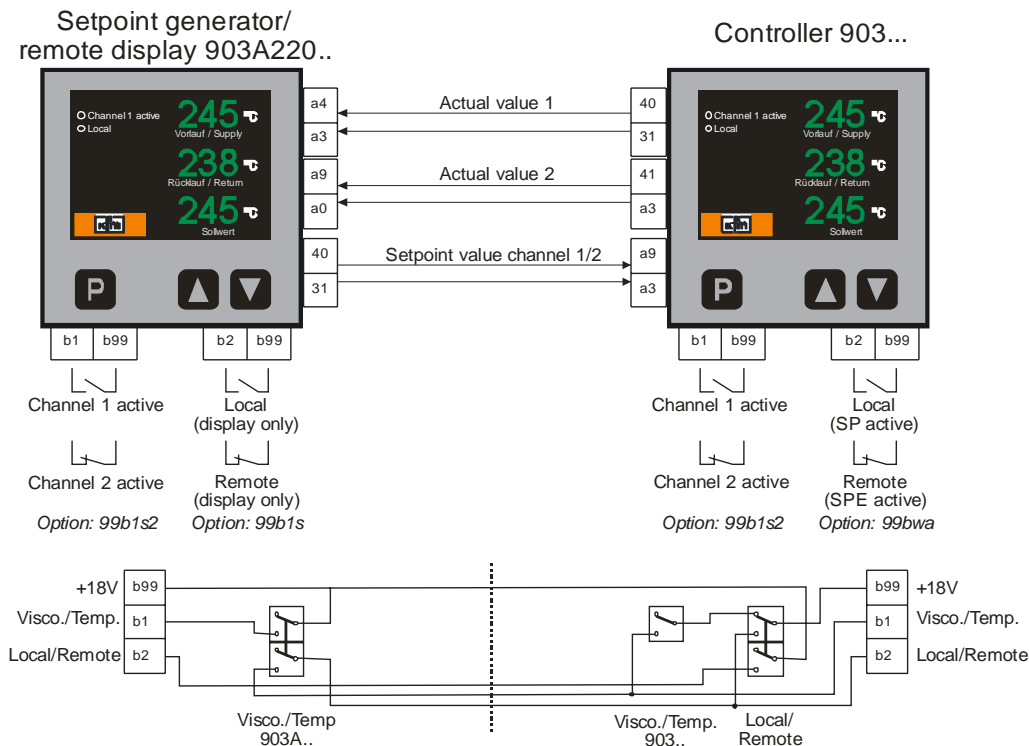 Setpoint generator/
remote display 903A220..
Controller 903...
Channel 1 active
Local
245 °C
Vorlauf / Supply
238 °C
Rücklauf / Return
245 °C
Sollwert
P
a4
a3
a9
a0
40
31
Actual value 1
Actual value 2
Setpoint value channel 1/2
40
31
41
a3
a9
a3
Channel 1 active
Local
245 °C
Vorlauf / Supply
238 °C
Rücklauf / Return
245 °C
Sollwert
P
b1 b99 b2 b99
b1 b99 b2 b99
Channel 1 active
Local
(display only)
Channel 2 active
Remote
(display only)
Option: 99b1s2 Option: 99b1s
Channel 1 active
Local
(SP active)
Channel 2 active
Remote
(SPE active)
Option: 99b1s2 Option: 99bwa
+18V b99
Visco./Temp. b1
Local/Remote b2
b99 +18V
b1 Visco./Temp.
b2 Local/Remote
Visco./Temp
903A..
Visco./Temp.
903..
Local/
Remote